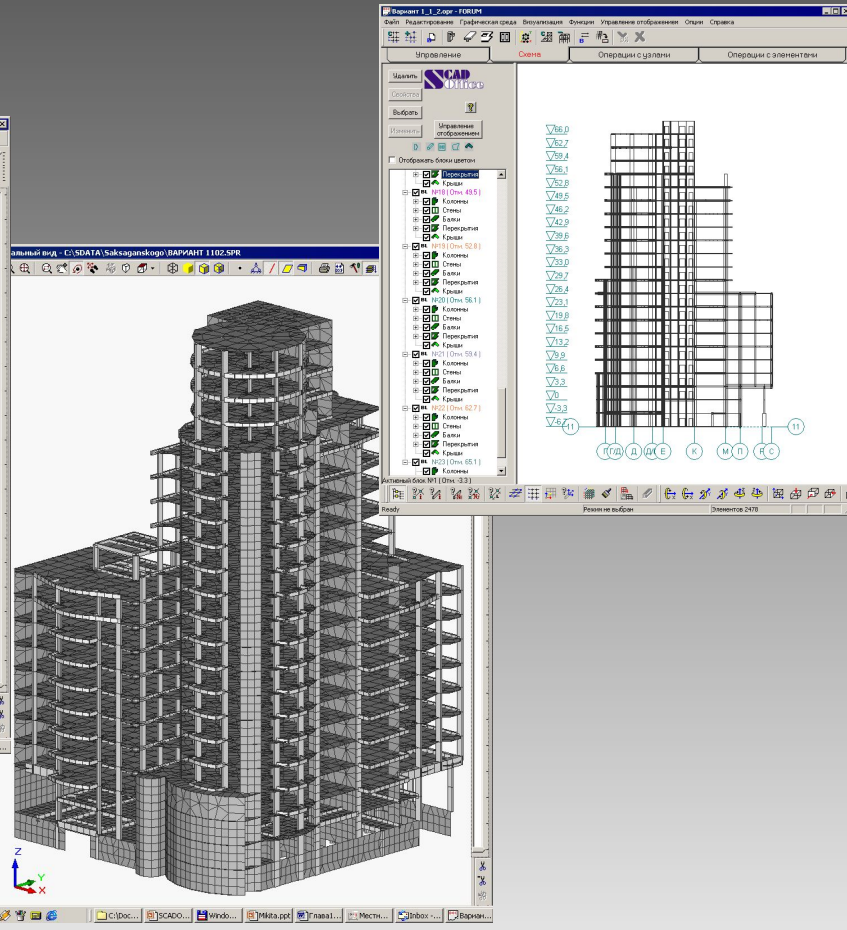 Вариант 1_1_2.opr - FORUM
Файл Редактирование Графическая среда Визуализация Функции Управление отображением Опции Справка
Управление Схема Операции с узлами Операции с элементами
Удалить
SCAD Office
Свойства
Выбрать
Изменить
Управление отображением
Отображать блоки цветом
Перекрытия
Крыши
BL №18 ( Отм. 49,5 )
Колонны
Стены
Балки
Перекрытия
Крыши
BL №19 ( Отм. 52.8 )
Колонны
Стены
Балки
Перекрытия
Крыши
BL №20 ( Отм. 56,1 )
Колонны
Стены
Балки
Перекрытия
Крыши
BL №21 ( Отм. 59.4 )
Колонны
Стены
Балки
Перекрытия
Крыши
BL №22 ( Отм. 62.7 )
Колонны
Стены
Балки
Перекрытия
Крыши
BL №23 ( Отм. 65.1 )
Колонны
Активный блок №1 ( Отм. -3.3 )
66,0
62,7
59,4
56,1
52,8
49,5
46,2
42,9
39,6
36,3
33,0
29,7
26,4
23,1
19,8
16,5
13,2
9,9
6,6
3,3
0
-3,3
11 11
Д Е К М П С
Ready Режим не выбран Элементов 2478
альный вид - C:\SDATA\Saksaganskogo\ВАРИАНТ 1102.SPR
Z
Y
X
C:\Doc... SCADO... Windo... Mikita.ppt Глава1... Местн... Inbox -... Вариан...